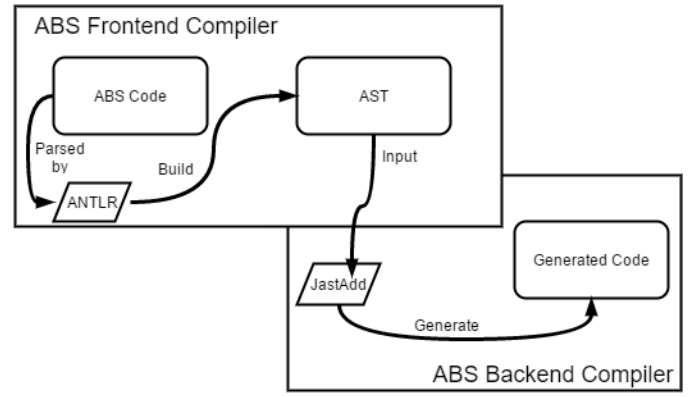 ABS Frontend Compiler
ABS Code
AST
Parsed
by
Build
Input
ANTLR
JastAdd
Generated Code
Generate
ABS Backend Compiler